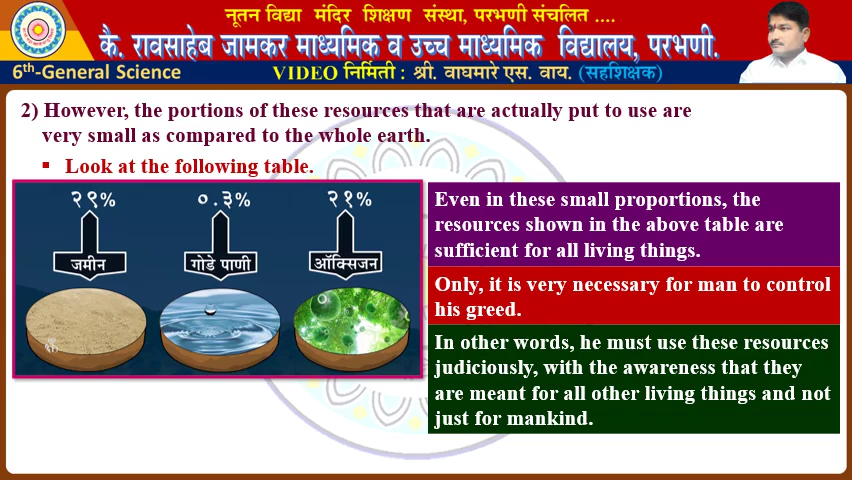 नूतन विद्या मंदिर शिक्षण संस्था, परभणी संचलित ....
कै. रावसाहेब जामकर माध्यमिक व उच्च माध्यमिक विद्यालय, परभणी.
6th-General Science
VIDEO निर्मिती : श्री. वाघमारे एस. वाय. (सहशिक्षक)
2) However, the portions of these resources that are actually put to use are
very small as compared to the whole earth.
▪ Look at the following table.
२९% ०.३% २१%
जमीन गोडे पाणी ऑक्सिजन
Even in these small proportions, the
resources shown in the above table are
sufficient for all living things.
Only, it is very necessary for man to control
his greed.
In other words, he must use these resources
judiciously, with the awareness that they
are meant for all other living things and not
just for mankind.